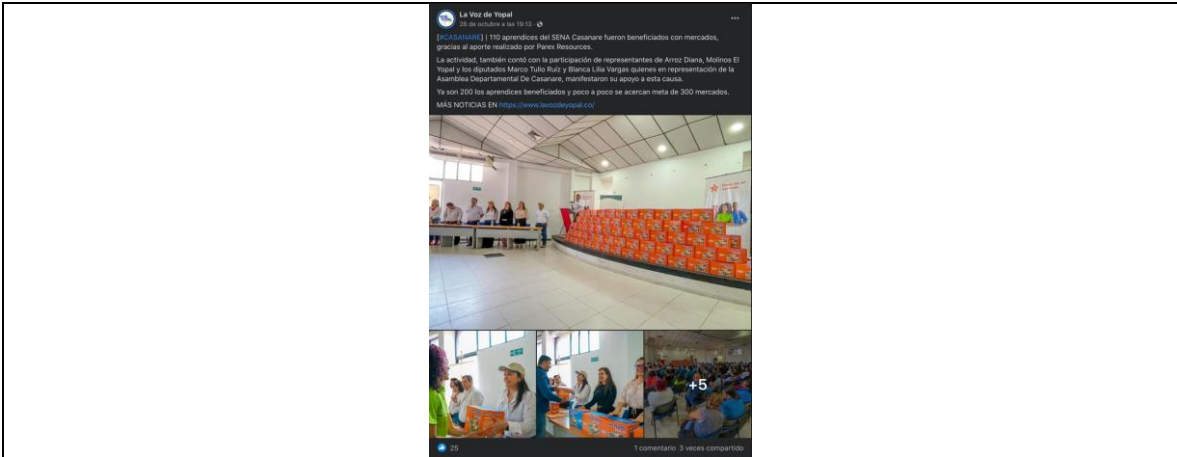 La Voz de Yopal
26 de octubre a las 19:13 ·
[#CASANARE] | 110 aprendices del SENA Casanare fueron beneficiados con mercados,
gracias al aporte realizado por Parex Resources.
La actividad, también contó con la participación de representantes de Arroz Diana, Molinos El
Yopal y los diputados Marco Tulio Ruiz y Blanca Lilia Vargas quienes en representación de la
Asamblea Departamental De Casanare, manifestaron su apoyo a esta causa.
Ya son 200 los aprendices beneficiados y poco a poco se acercan meta de 300 mercados.
MÁS NOTICIAS EN https://www.lavozdeyopal.co/
+5
25
1 comentario 3 veces compartido